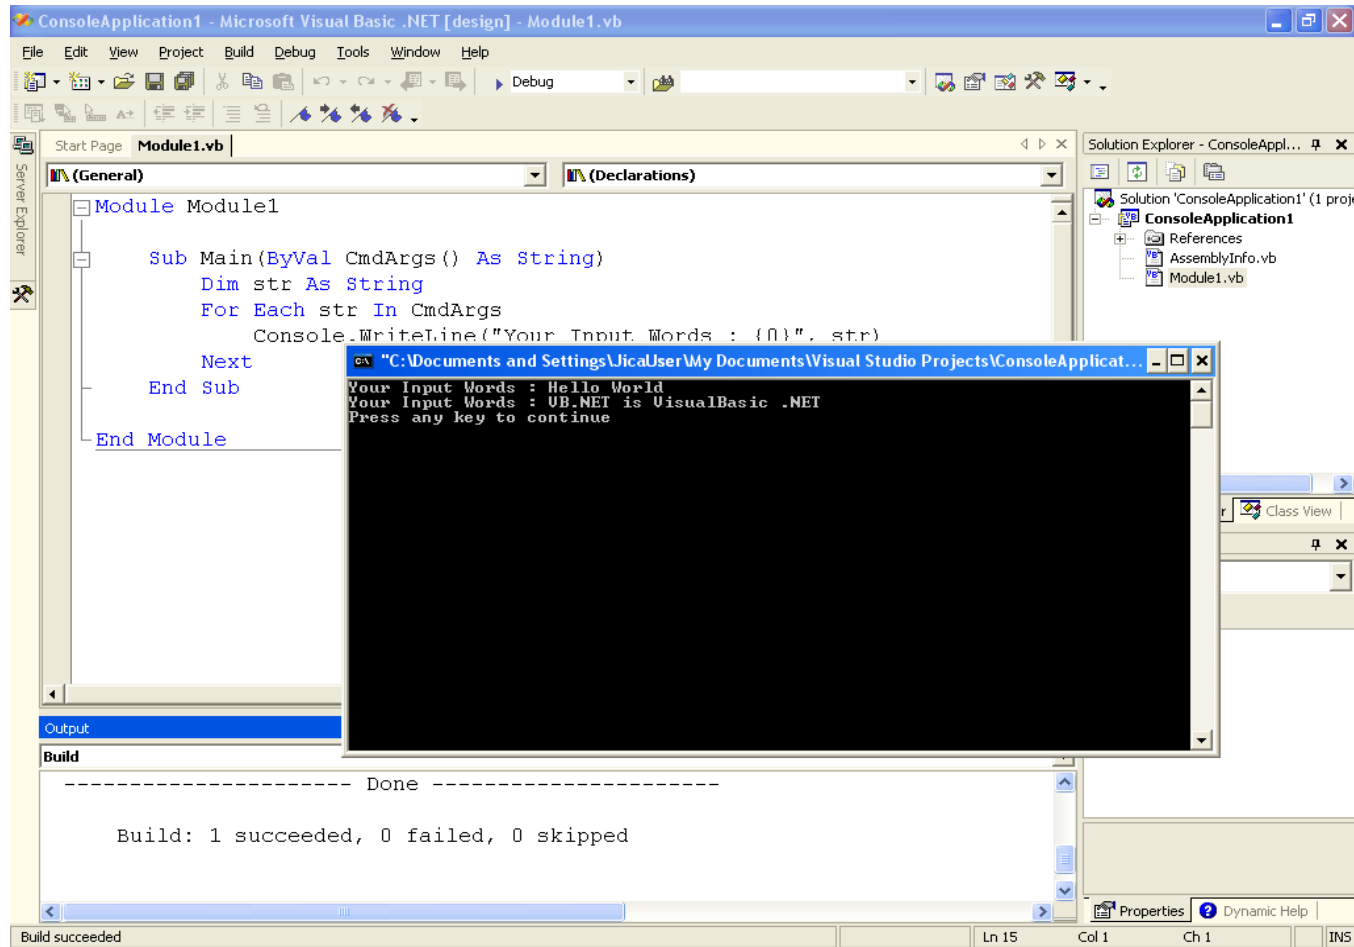 ConsoleApplication1 - Microsoft Visual Basic .NET [design] - Module1.vb
File Edit View Project Build Debug Tools Window Help
Debug
Start Page Module1.vb
Solution Explorer - ConsoleAppl...
Server Explorer
(General) (Declarations)
Solution 'ConsoleApplication1' (1 proje
ConsoleApplication1
References
AssemblyInfo.vb
Module1.vb
Module Module1
Sub Main(ByVal CmdArgs() As String)
Dim str As String
For Each str In CmdArgs
Console.WriteLine("Your Input Words : {0}", str)
Next
End Sub
End Module
"C:\Documents and Settings\JicaUser\My Documents\Visual Studio Projects\ConsoleApplicat...
Your Input Words : Hello World
Your Input Words : VB.NET is VisualBasic .NET
Press any key to continue
r Class View
Output
Build
---------------------- Done ----------------------
Build: 1 succeeded, 0 failed, 0 skipped
Properties Dynamic Help
Build succeeded Ln 15 Col 1 Ch 1 INS